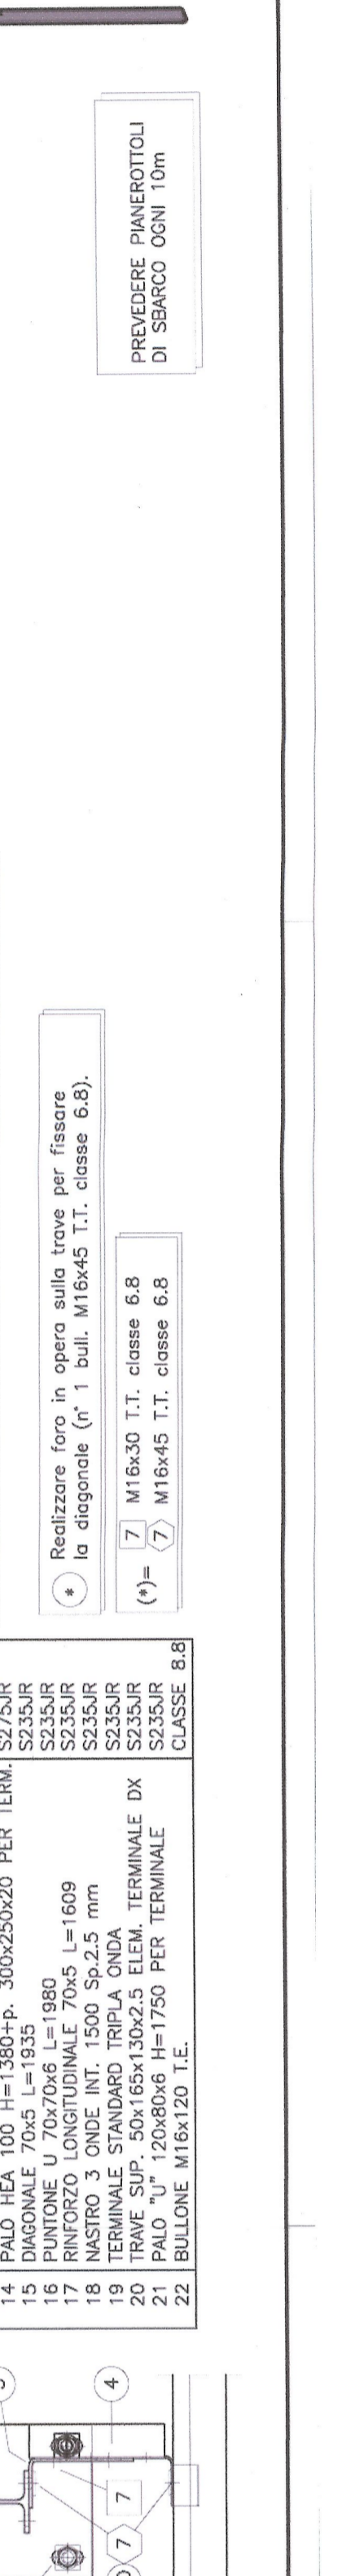 14 PALO HEA 100 H=1380+p. 300x250x20 PER TERM. S275JR
15 DIAGONALE 70x5 L=1935 S235JR
16 PUNTONE U 70x70x6 L=1980 S235JR
17 RINFORZO LONGITUDINALE 70x5 L=1609 S235JR
18 NASTRO 3 ONDE INT. 1500 Sp.2.5 mm S235JR
19 TERMINALE STANDARD TRIPLA ONDA S235JR
20 TRAVE SUP. 50x165x130x2.5 ELEM. TERMINALE DX S235JR
21 PALO "U" 120x80x6 H=1750 PER TERMINALE S235JR
22 BULLONE M16x120 T.E. CLASSE 8.8
* Realizzare foro in opera sulla trave per fissare
la diagonale (n° 1 bull. M16x45 T.T. classe 6.8).
(*)= 7 M16x30 T.T. classe 6.8
7 M16x45 T.T. classe 6.8
PREVEDERE PIANEROTTOLI
DI SBARCO OGNI 10m
4
7
7